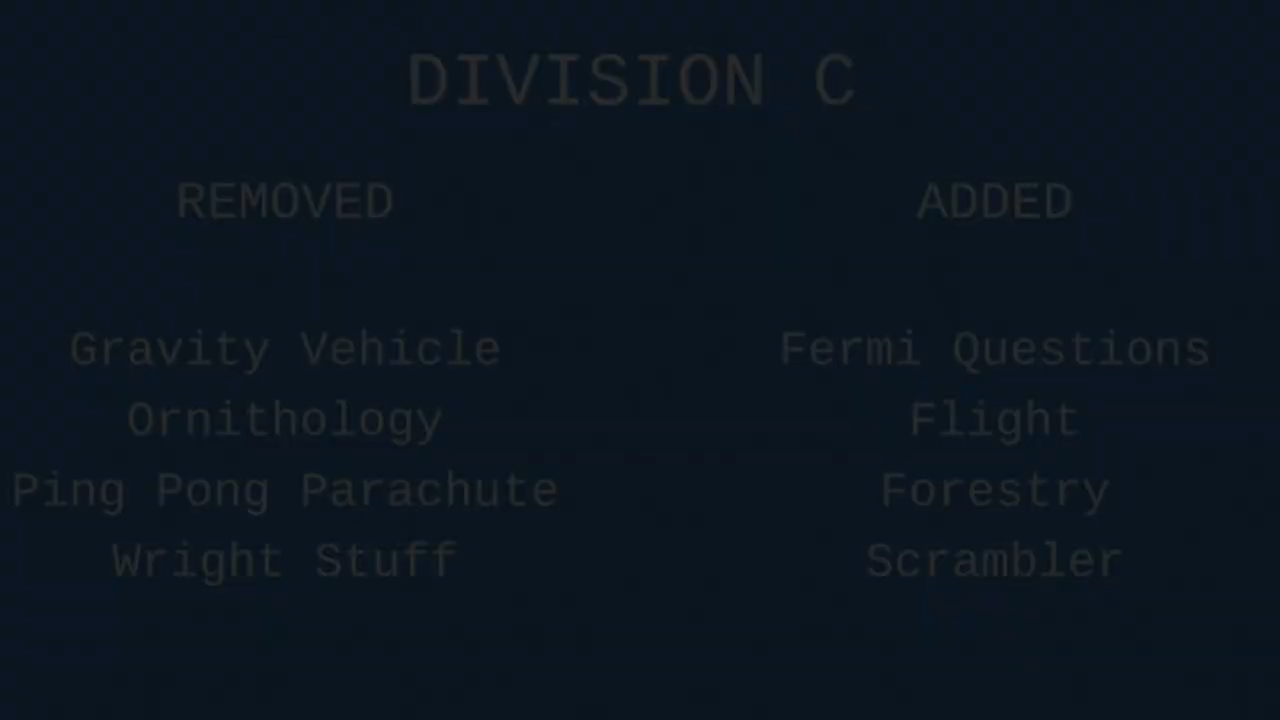 DIVISION C
REMOVED
ADDED
Gravity Vehicle
Fermi Questions
Ornithology
Flight
Ping Pong Parachute
Forestry
Wright Stuff
Scrambler